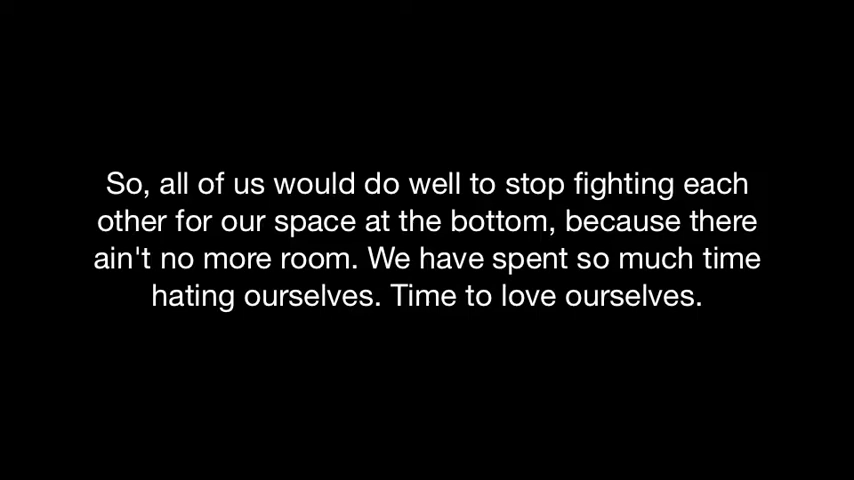 So, all of us would do well to stop fighting each
other for our space at the bottom, because there
ain't no more room. We have spent so much time
hating ourselves. Time to love ourselves.